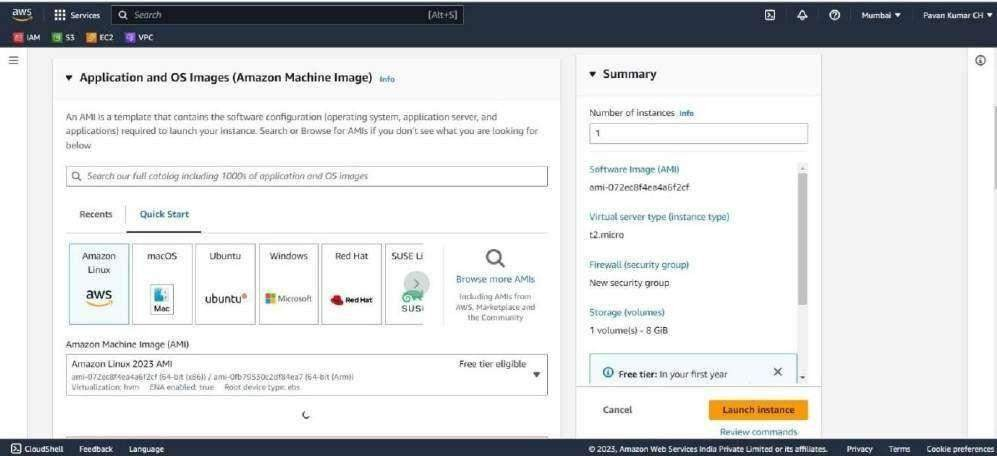 aws
Services
Search
[Alt+S]
Mumbai
Pavan Kumar CH
IAM
S3
EC2
VPC
Application and OS Images (Amazon Machine Image) Info
An AMI is a template that contains the software configuration (operating system, application server, and
applications) required to launch your instance. Search or Browse for AMIs if you don't see what you are looking for
below
Search our full catalog including 1000s of application and OS images
Recents
Quick Start
Amazon
Linux
aws
macOS
Mac
Ubuntu
ubuntu
Windows
Microsoft
Red Hat
Red Hat
SUSE Li
SUS
Browse more AMIs
Including AMIs from
AWS, Marketplace and
the Community
Amazon Machine Image (AMI)
Amazon Linux 2023 AMI
Free tier eligible
ami-072ec8f4ea4a6f2cf (64-bit (x86)) / (64-bit (Arm))
Virtualization: hvm ENA enabled: true Root device type: ebs
Summary
Number of instances Info
1
Software Image (AMI)
ami-072ec8f4ea4a6f2cf
Virtual server type (instance type)
t2.micro
Firewall (security group)
New security group
Storage (volumes)
1 volume(s) - 8 GiB
Free tier: In your first year
Cancel
Launch instance
Review commands
CloudShell
Feedback
Language
© 2023, Amazon Web Services India Private Limited or its affiliates.
Privacy
Terms
Cookie preferences